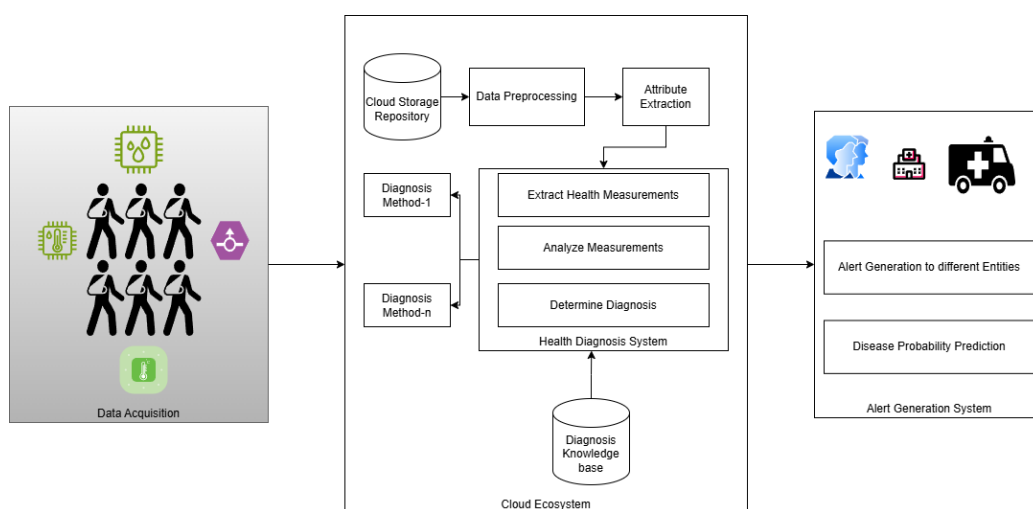 Data Acquisition
Cloud Storage
Repository
Data Preprocessing
Attribute
Extraction
Diagnosis
Method-1
Diagnosis
Method-n
Extract Health Measurements
Analyze Measurements
Determine Diagnosis
Health Diagnosis System
Diagnosis
Knowledge
base
Cloud Ecosystem
Alert Generation to different Entities
Disease Probability Prediction
Alert Generation System